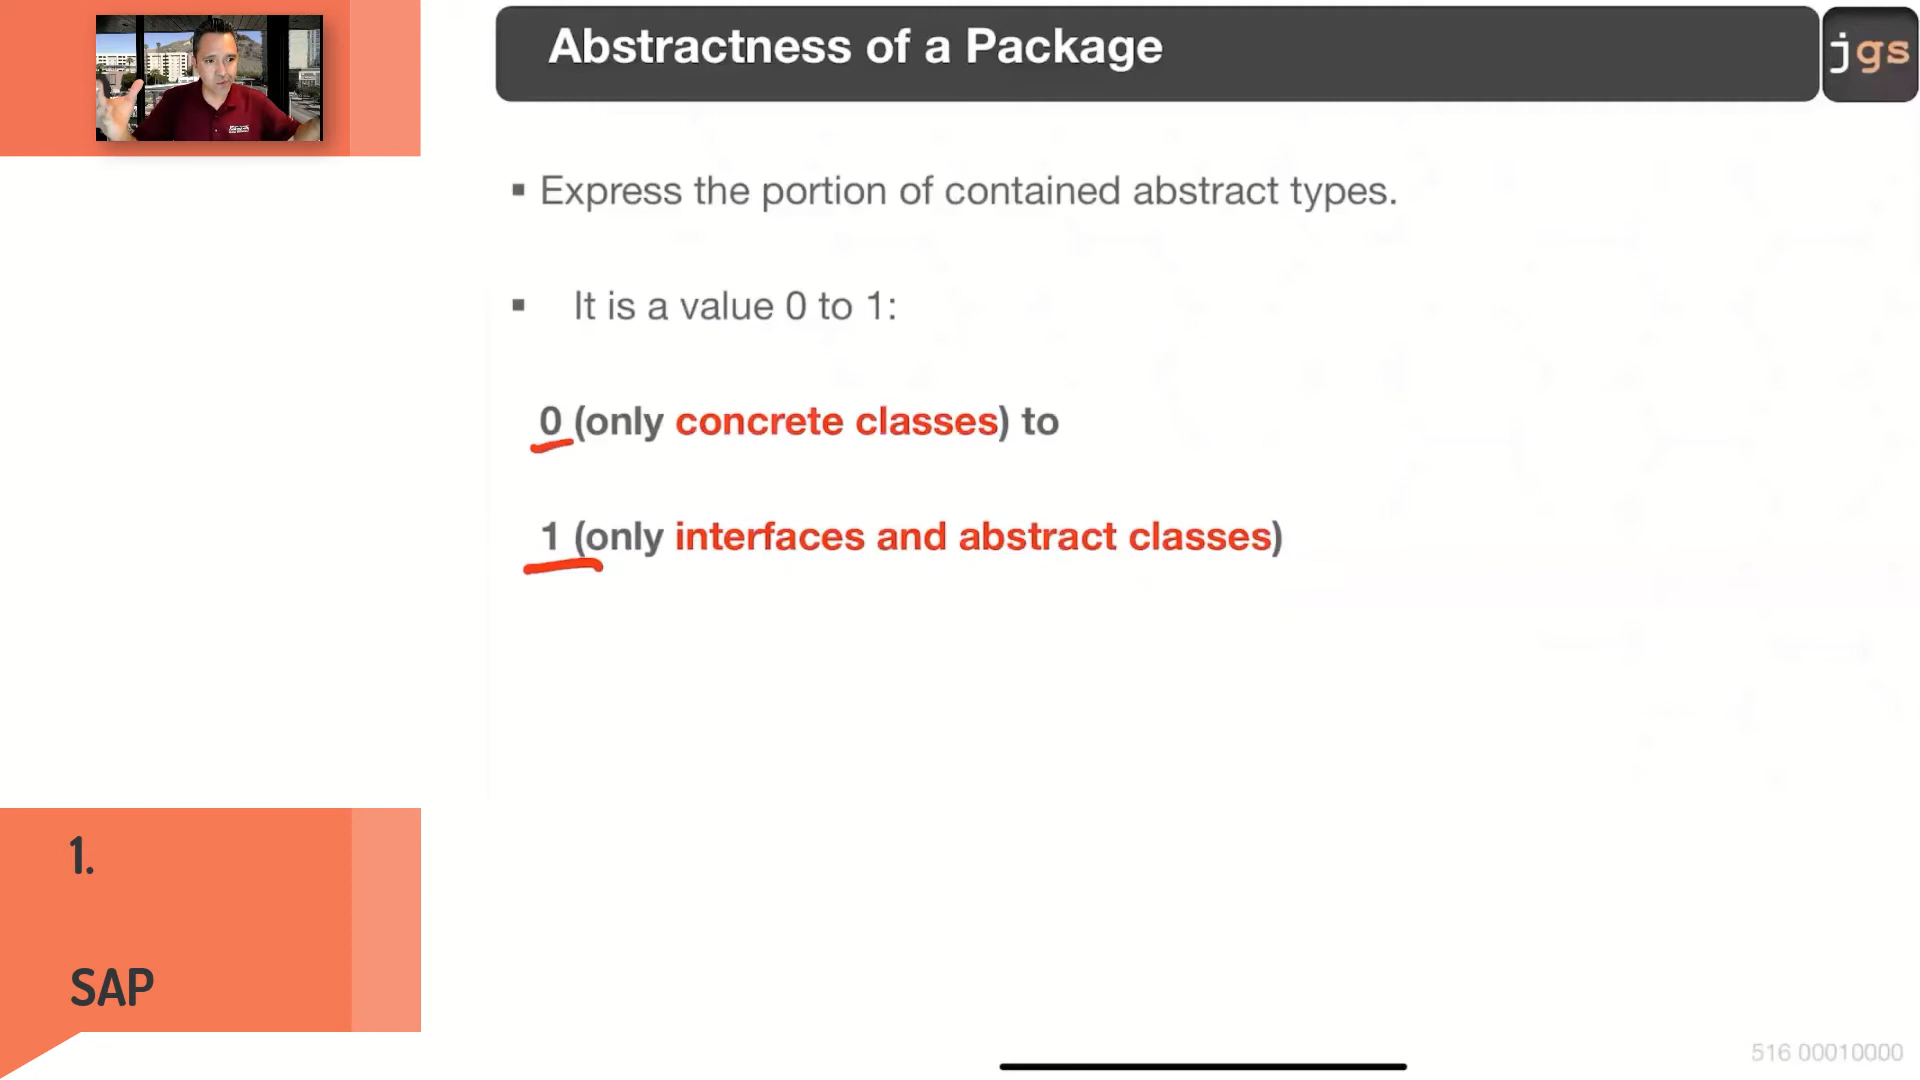 Abstractness of a Package
jgs
▪ Express the portion of contained abstract types.
▪ It is a value 0 to 1:
0 (only concrete classes) to
1 (only interfaces and abstract classes)
1.
SAP
516 00010000